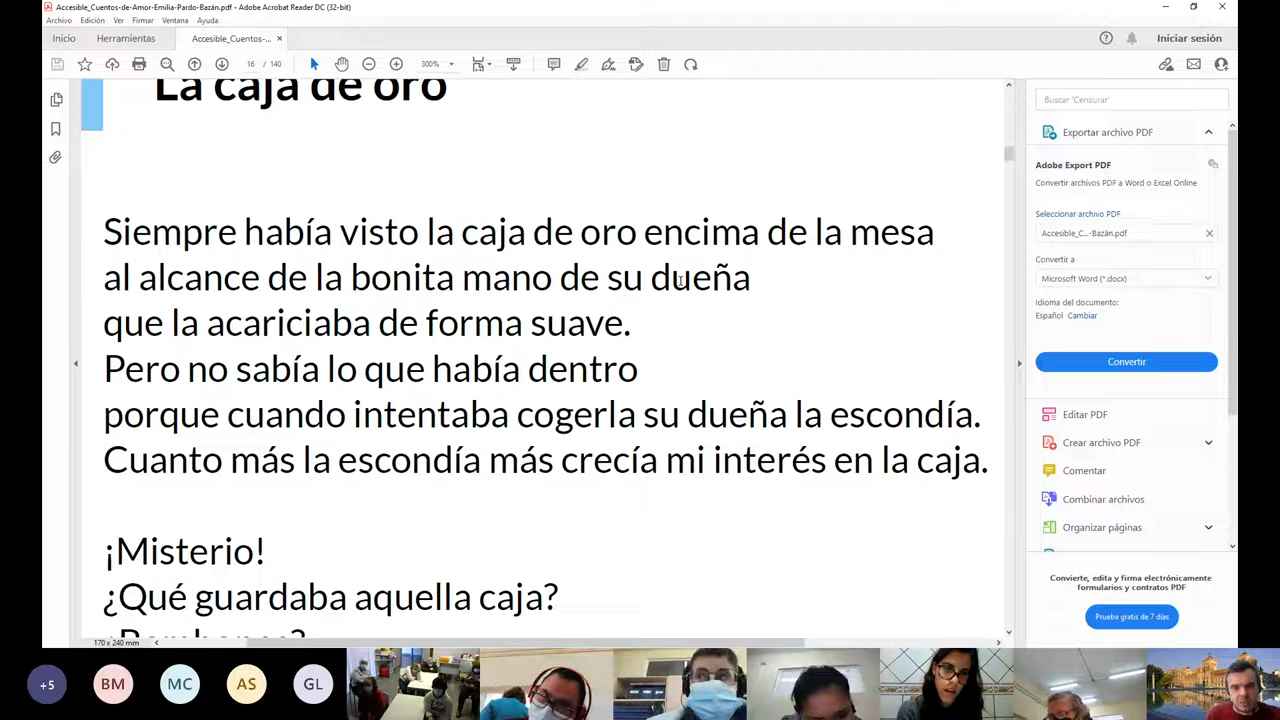 Accesible_Cuentos-de-Amor-Emilia-Pardo-Bazán.pdf - Adobe Acrobat Reader DC (32-bit)
Archivo Edición Ver Firmar Ventana Ayuda
Inicio Herramientas Accesible_Cuentos-... × Iniciar sesión
16 / 140 300%
La caja de oro
Siempre había visto la caja de oro encima de la mesa
al alcance de la bonita mano de su dueña
que la acariciaba de forma suave.
Pero no sabía lo que había dentro
porque cuando intentaba cogerla su dueña la escondía.
Cuanto más la escondía más crecía mi interés en la caja.
¡Misterio!
¿Qué guardaba aquella caja?
¿Bombones?
170 x 240 mm
Buscar 'Censurar'
Exportar archivo PDF
Adobe Export PDF
Convertir archivos PDF a Word o Excel Online
Seleccionar archivo PDF
Accesible_C...-Bazán.pdf
Convertir a
Microsoft Word (*.docx)
Idioma del documento:
Español Cambiar
Convertir
Editar PDF
Crear archivo PDF
Comentar
Combinar archivos
Organizar páginas
Convierte, edita y firma electrónicamente
formularios y contratos PDF
Prueba gratis de 7 días
+5 BM MC AS GL